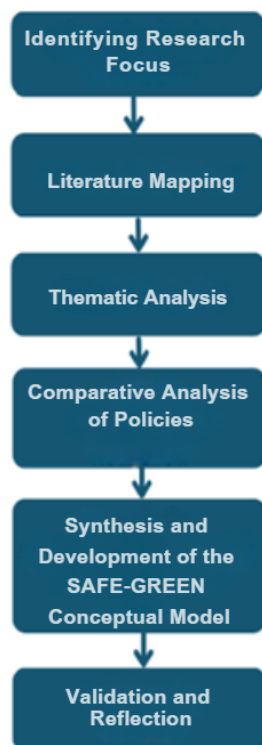 Identifying Research
Focus
Literature Mapping
Thematic Analysis
Comparative Analysis
of Policies
Synthesis and
Development of the
SAFE-GREEN
Conceptual Model
Validation and
Reflection